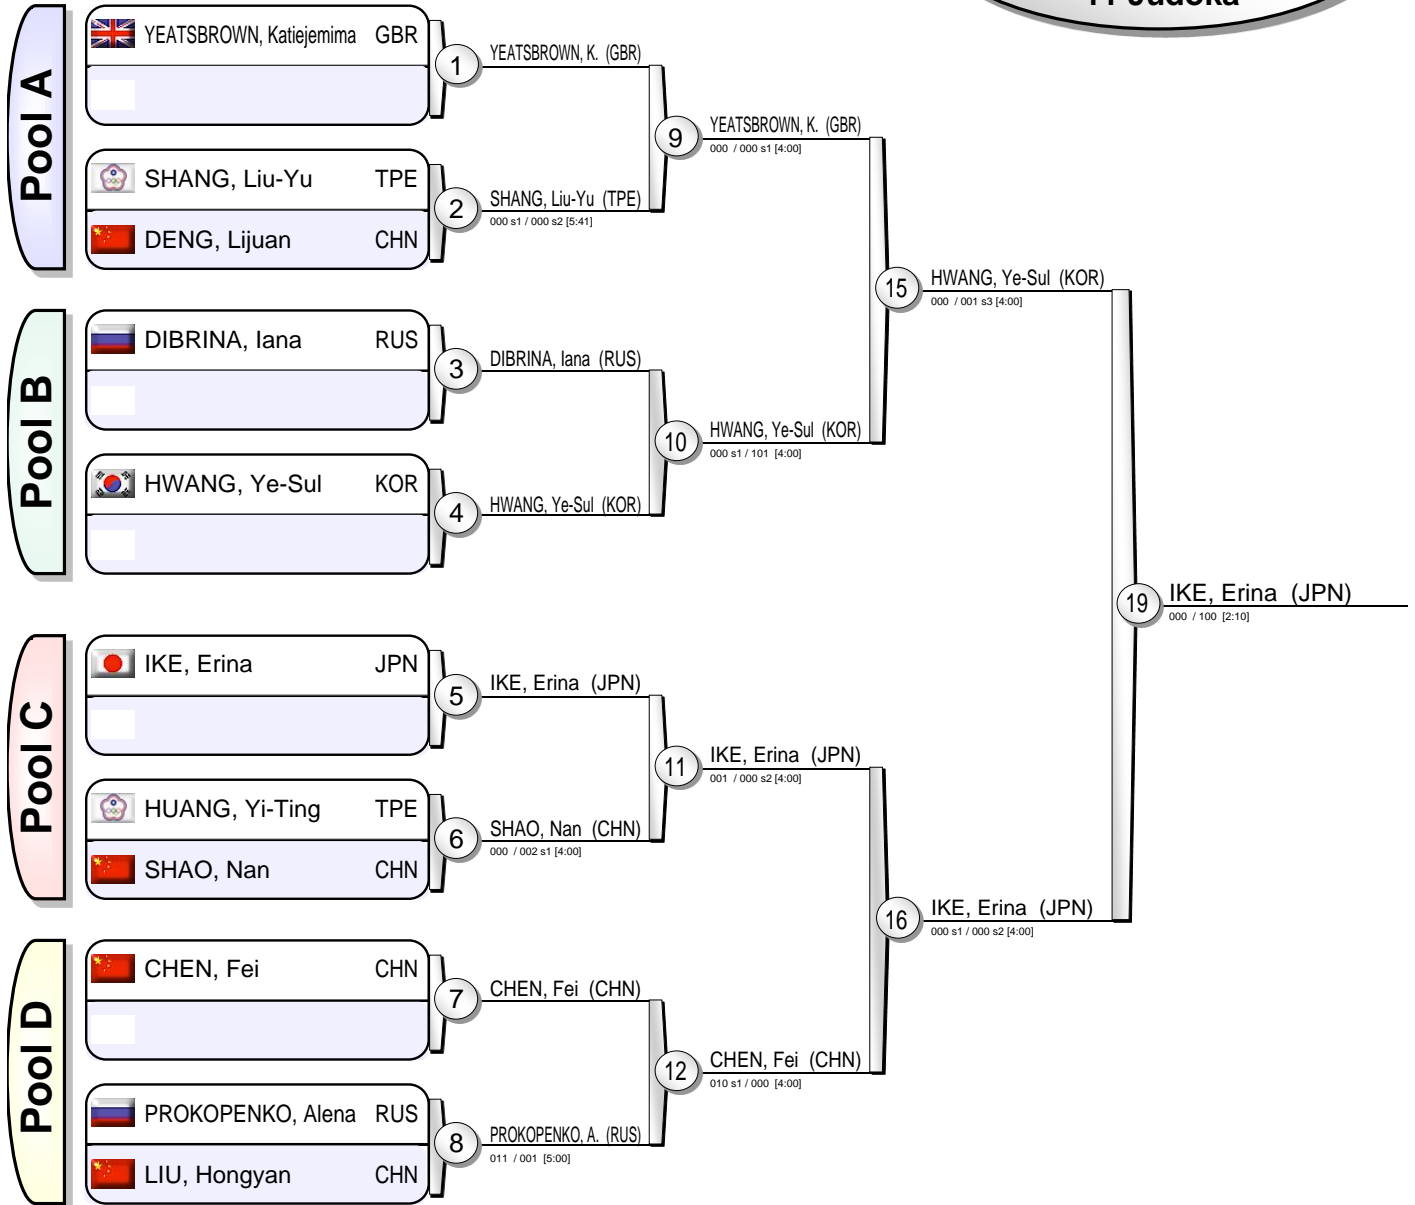 11 Judoka
Pool A
YEATSBROWN, Katiejemima GBR
SHANG, Liu-Yu TPE
DENG, Lijuan CHN
1
YEATSBROWN, K. (GBR)
2
SHANG, Liu-Yu (TPE)
000 s1 / 000 s2 [5:41]
9
YEATSBROWN, K. (GBR)
000 / 000 s1 [4:00]
Pool B
DIBRINA, Iana RUS
HWANG, Ye-Sul KOR
3
DIBRINA, Iana (RUS)
4
HWANG, Ye-Sul (KOR)
10
HWANG, Ye-Sul (KOR)
000 s1 / 101 [4:00]
15
HWANG, Ye-Sul (KOR)
000 / 001 s3 [4:00]
Pool C
IKE, Erina JPN
HUANG, Yi-Ting TPE
SHAO, Nan CHN
5
IKE, Erina (JPN)
6
SHAO, Nan (CHN)
000 / 002 s1 [4:00]
11
IKE, Erina (JPN)
001 / 000 s2 [4:00]
Pool D
CHEN, Fei CHN
PROKOPENKO, Alena RUS
LIU, Hongyan CHN
7
CHEN, Fei (CHN)
8
PROKOPENKO, A. (RUS)
011 / 001 [5:00]
12
CHEN, Fei (CHN)
010 s1 / 000 [4:00]
16
IKE, Erina (JPN)
000 s1 / 000 s2 [4:00]
19
IKE, Erina (JPN)
000 / 100 [2:10]